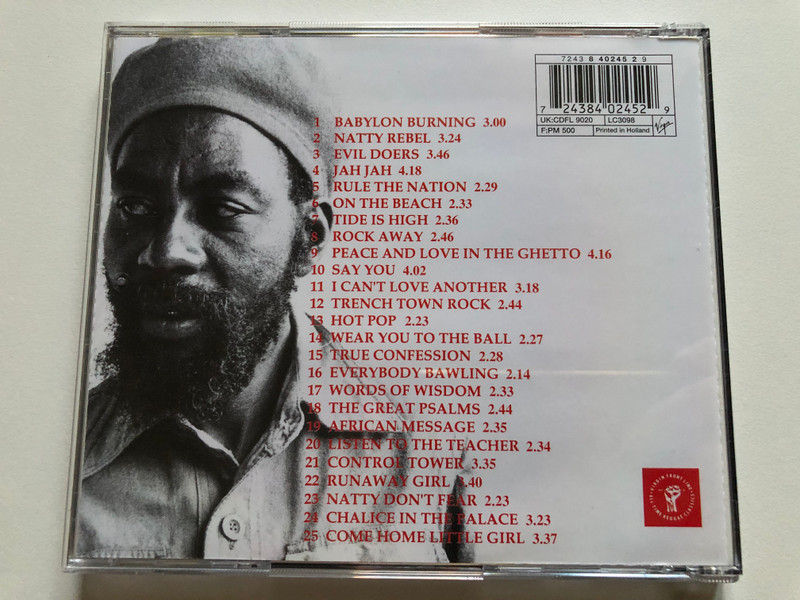 7243 8 40245 2 9
7 24384 02452 9
UK:CDFL 9020 LC3098
F:PM 500 Printed in Holland Virgin
1 BABYLON BURNING 3.00
2 NATTY REBEL 3.24
3 EVIL DOERS 3.46
4 JAH JAH 4.18
5 RULE THE NATION 2.29
6 ON THE BEACH 2.33
7 TIDE IS HIGH 2.36
8 ROCK AWAY 2.46
9 PEACE AND LOVE IN THE GHETTO 4.16
10 SAY YOU 4.02
11 I CAN'T LOVE ANOTHER 3.18
12 TRENCH TOWN ROCK 2.44
13 HOT POP 2.23
14 WEAR YOU TO THE BALL 2.27
15 TRUE CONFESSION 2.28
16 EVERYBODY BAWLING 2.14
17 WORDS OF WISDOM 2.33
18 THE GREAT PSALMS 2.44
19 AFRICAN MESSAGE 2.35
20 LISTEN TO THE TEACHER 2.34
21 CONTROL TOWER 3.35
22 RUNAWAY GIRL 3.40
23 NATTY DON'T FEAR 2.23
24 CHALICE IN THE PALACE 3.23
25 COME HOME LITTLE GIRL 3.37
VIRGIN FRONT LINE
REGGAE CLASSICS